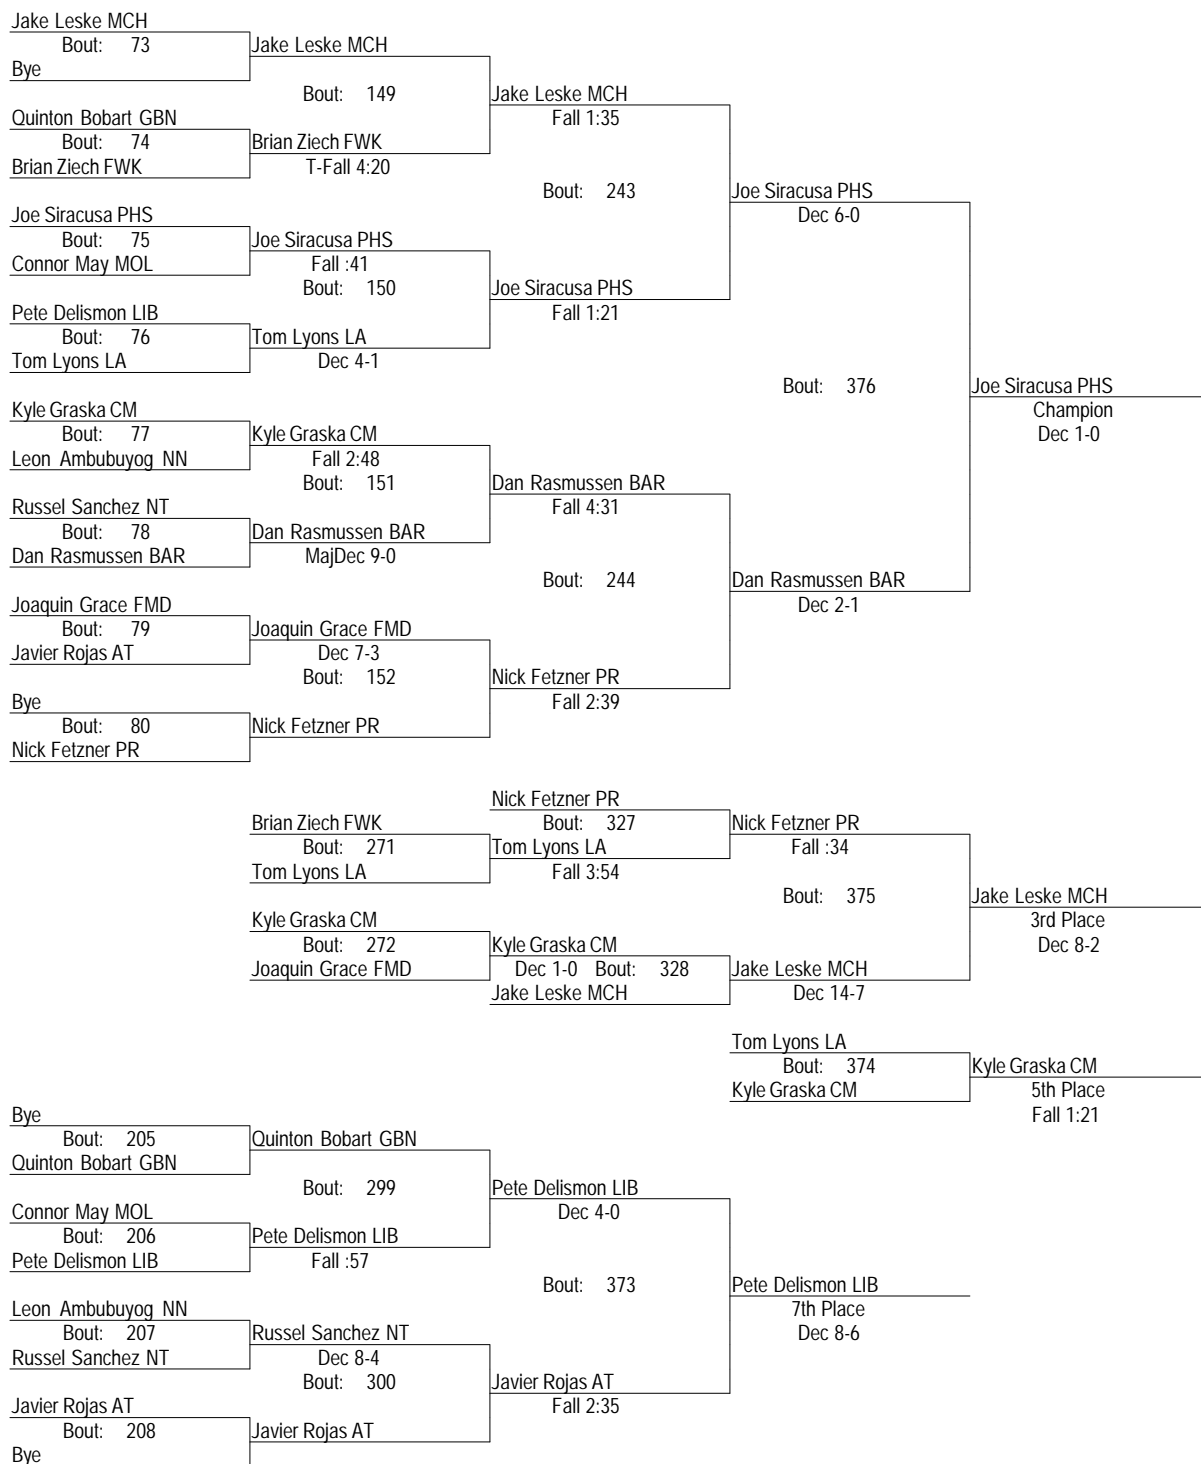 Jake Leske MCH
Bout: 73 Jake Leske MCH
Bye
Bout: 149 Jake Leske MCH
Quinton Bobart GBN Fall 1:35
Bout: 74 Brian Ziech FWK
Brian Ziech FWK T-Fall 4:20
Bout: 243 Joe Siracusa PHS
Joe Siracusa PHS Dec 6-0
Bout: 75 Joe Siracusa PHS
Connor May MOL Fall :41
Bout: 150 Joe Siracusa PHS
Pete Delismon LIB Fall 1:21
Bout: 76 Tom Lyons LA
Tom Lyons LA Dec 4-1
Bout: 376 Joe Siracusa PHS
Kyle Graska CM Champion
Bout: 77 Kyle Graska CM Dec 1-0
Leon Ambubuyog NN Fall 2:48
Bout: 151 Dan Rasmussen BAR
Russel Sanchez NT Fall 4:31
Bout: 78 Dan Rasmussen BAR
Dan Rasmussen BAR MajDec 9-0
Bout: 244 Dan Rasmussen BAR
Joaquin Grace FMD Dec 2-1
Bout: 79 Joaquin Grace FMD
Javier Rojas AT Dec 7-3
Bout: 152 Nick Fetzner PR
Bye Fall 2:39
Bout: 80 Nick Fetzner PR
Nick Fetzner PR
Nick Fetzner PR
Brian Ziech FWK Bout: 327 Nick Fetzner PR
Bout: 271 Tom Lyons LA Fall :34
Tom Lyons LA Fall 3:54
Bout: 375 Jake Leske MCH
Kyle Graska CM 3rd Place
Bout: 272 Kyle Graska CM Dec 8-2
Joaquin Grace FMD Dec 1-0 Bout: 328 Jake Leske MCH
Jake Leske MCH Dec 14-7
Tom Lyons LA
Bout: 374 Kyle Graska CM
Kyle Graska CM 5th Place
Bye Fall 1:21
Bout: 205 Quinton Bobart GBN
Quinton Bobart GBN
Bout: 299 Pete Delismon LIB
Connor May MOL Dec 4-0
Bout: 206 Pete Delismon LIB
Pete Delismon LIB Fall :57
Bout: 373 Pete Delismon LIB
Leon Ambubuyog NN 7th Place
Bout: 207 Russel Sanchez NT Dec 8-6
Russel Sanchez NT Dec 8-4
Bout: 300 Javier Rojas AT
Javier Rojas AT Fall 2:35
Bout: 208 Javier Rojas AT
Bye